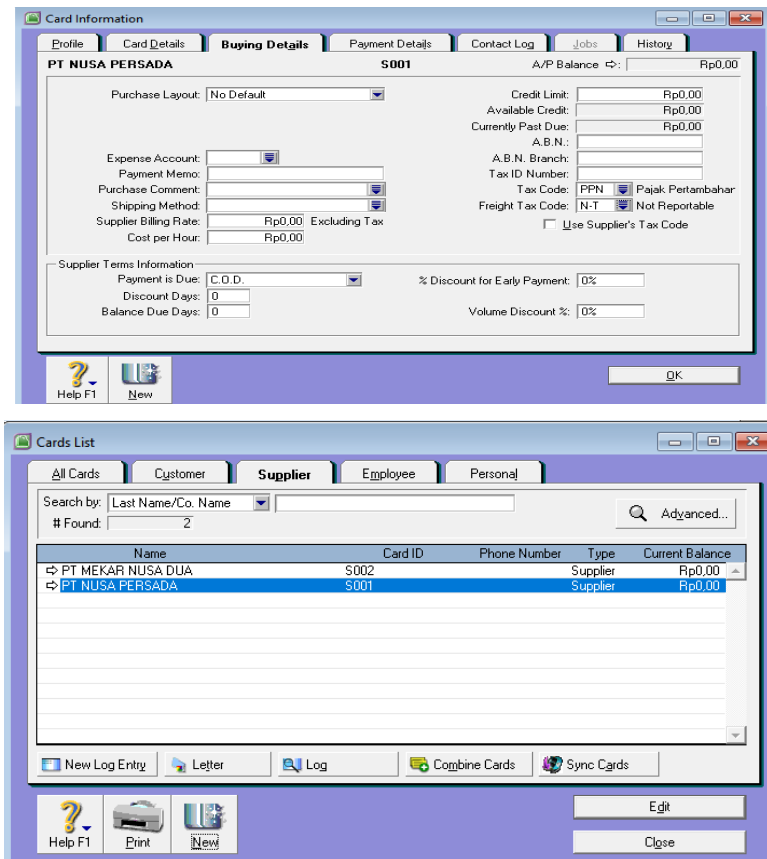 Card Information
Profile Card Details Buying Details Payment Details Contact Log Jobs History
PT NUSA PERSADA S001 A/P Balance ⇨: Rp0,00
Purchase Layout: No Default Credit Limit: Rp0,00
Available Credit: Rp0,00
Currently Past Due: Rp0,00
A.B.N.:
Expense Account: A.B.N. Branch:
Payment Memo: Tax ID Number:
Purchase Comment: Tax Code: PPN Pajak Pertambahar
Shipping Method: Freight Tax Code: N-T Not Reportable
Supplier Billing Rate: Rp0,00 Excluding Tax Use Supplier's Tax Code
Cost per Hour: Rp0,00
Supplier Terms Information
Payment is Due: C.O.D. % Discount for Early Payment: 0%
Discount Days: 0
Balance Due Days: 0 Volume Discount %: 0%
Help F1 New OK
Cards List
All Cards Customer Supplier Employee Personal
Search by: Last Name/Co. Name Advanced...
# Found: 2
Name Card ID Phone Number Type Current Balance
⇨ PT MEKAR NUSA DUA S002 Supplier Rp0,00
⇨ PT NUSA PERSADA S001 Supplier Rp0,00
New Log Entry Letter Log Combine Cards Sync Cards
Edit
Help F1 Print New Close